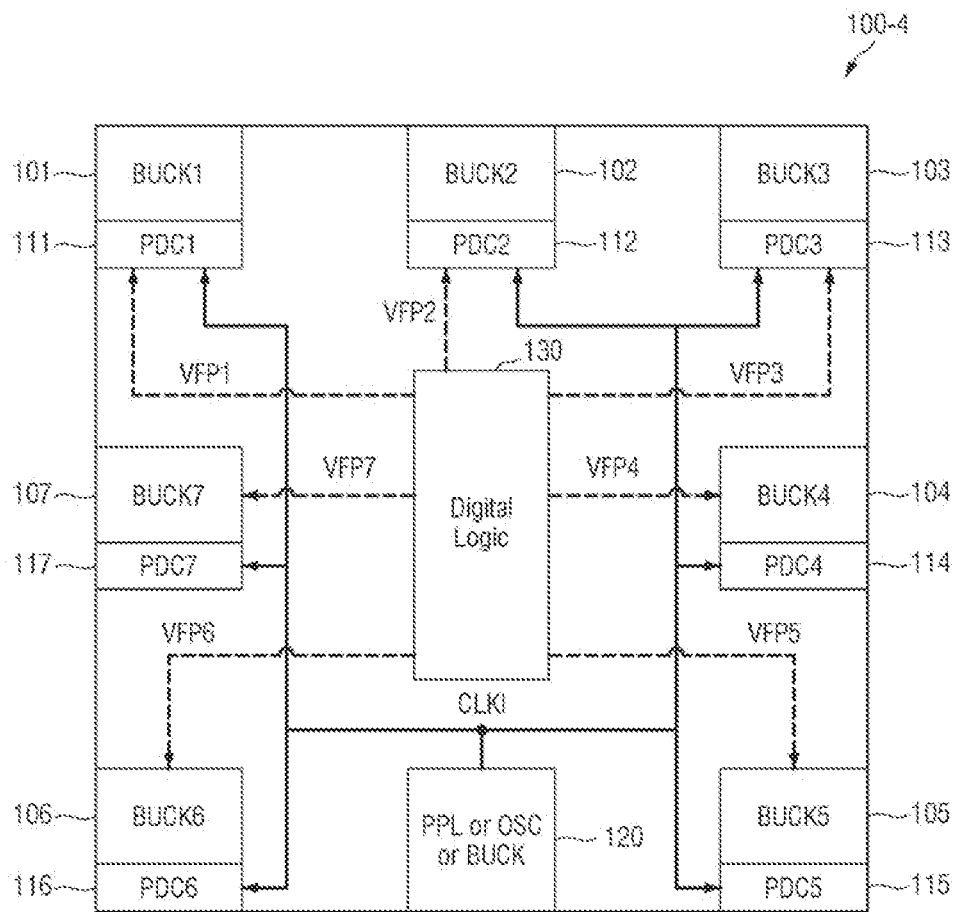 100-4
101 BUCK1 BUCK2 102 BUCK3 103
111 PDC1 PDC2 112 PDC3 113
VFP2
130
VFP1 VFP3
107 BUCK7 VFP7 Digital VFP4 BUCK4 104
Logic
117 PDC7 PDC4 114
VFP6 VFP5
CLKI
106 BUCK6 PPL or OSC 120 BUCK5 105
or BUCK
116 PDC6 PDC5 115